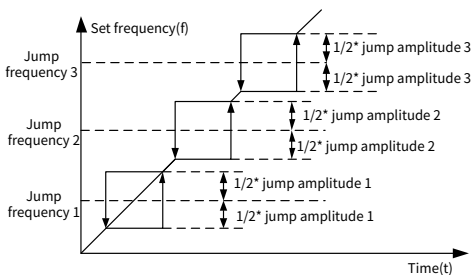 Set frequency(f)
Jump
frequency 3
1/2* jump amplitude 3
1/2* jump amplitude 3
Jump
frequency 2
1/2* jump amplitude 2
1/2* jump amplitude 2
Jump
frequency 1
1/2* jump amplitude 1
1/2* jump amplitude 1
Time(t)